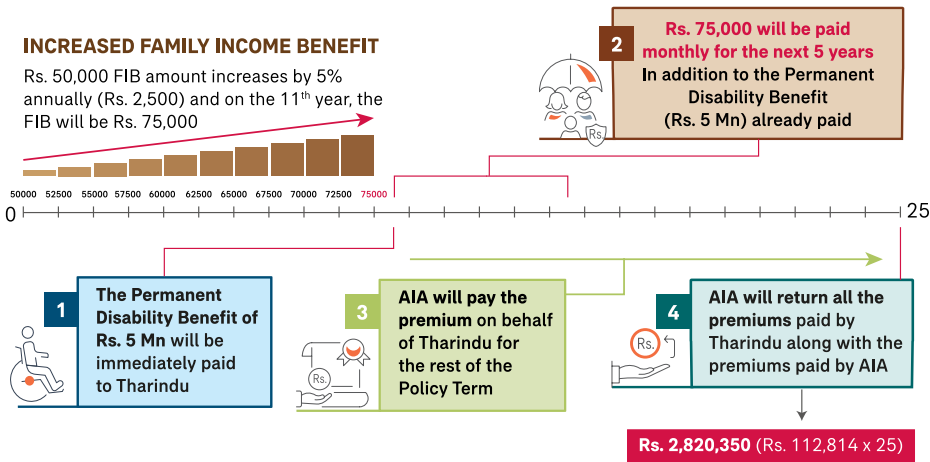 INCREASED FAMILY INCOME BENEFIT
Rs. 50,000 FIB amount increases by 5%
annually (Rs. 2,500) and on the 11th year, the
FIB will be Rs. 75,000
2
Rs. 75,000 will be paid
monthly for the next 5 years
In addition to the Permanent
Disability Benefit
(Rs. 5 Mn) already paid
Rs.
50000 52500 55000 57500 60000 62500 65000 67500 70000 72500 75000
0
25
1
The Permanent
Disability Benefit of
Rs. 5 Mn will be
immediately paid
to Tharindu
3
Rs.
AIA will pay the
premium on behalf
of Tharindu for
the rest of the
Policy Term
4
Rs.
AIA will return all the
premiums paid by
Tharindu along with the
premiums paid by AIA
Rs. 2,820,350 (Rs. 112,814 x 25)